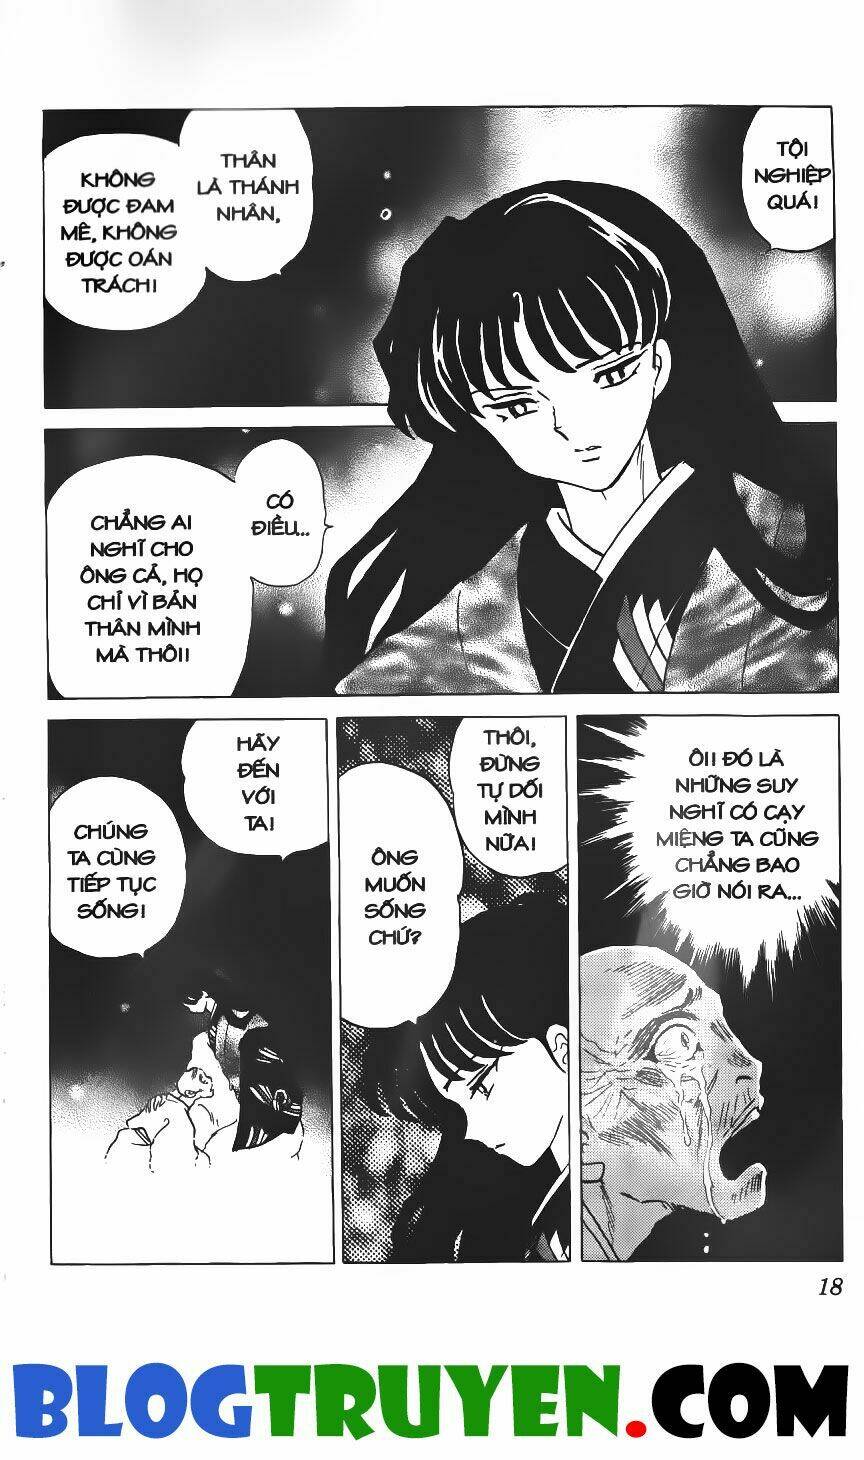 TỘI
NGHIỆP
QUÁ!
THÂN
LÀ THÁNH
NHÂN,
KHÔNG
ĐƯỢC ĐAM
MÊ, KHÔNG
ĐƯỢC OÁN
TRÁCH!
CÓ
ĐIỀU...
CHẲNG AI
NGHĨ CHO
ÔNG CẢ, HỌ
CHỈ VÌ BẢN
THÂN MÌNH
MÀ THÔI!
ÔI! ĐÓ LÀ
NHỮNG SUY
NGHĨ CÓ CẠY
MIỆNG TA CŨNG
CHẲNG BAO
GIỜ NÓI RA...
THÔI,
ĐỪNG
TỰ DỐI
MÌNH
NỮA!
ÔNG
MUỐN
SỐNG
CHỨ?
HÃY
ĐẾN
VỚI
TA!
CHÚNG
TA CÙNG
TIẾP TỤC
SỐNG!
18
BLOGTRUYEN.COM